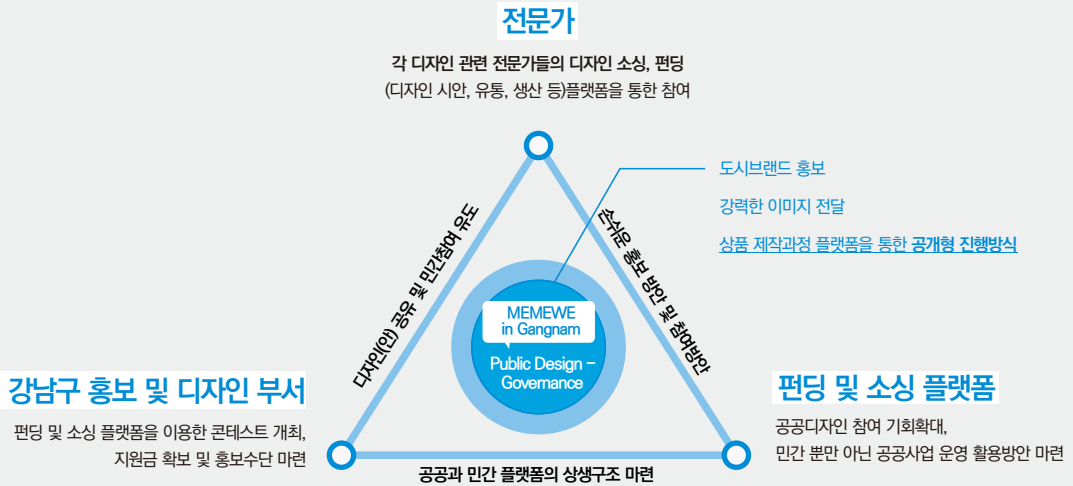 전문가
각 디자인 관련 전문가들의 디자인 소싱, 펀딩
(디자인 시안, 유통, 생산 등)플랫폼을 통한 참여
도시브랜드 홍보
강력한 이미지 전달
상품 제작과정 플랫폼을 통한 공개형 진행방식
디자인(안) 공유 및 민간참여 유도
손쉬운 홍보 방안 및 참여방안
MEMEWE
in Gangnam
Public Design –
Governance
강남구 홍보 및 디자인 부서
펀딩 및 소싱 플랫폼을 이용한 콘테스트 개최,
지원금 확보 및 홍보수단 마련
펀딩 및 소싱 플랫폼
공공디자인 참여 기회확대,
민간 뿐만 아닌 공공사업 운영 활용방안 마련
공공과 민간 플랫폼의 상생구조 마련